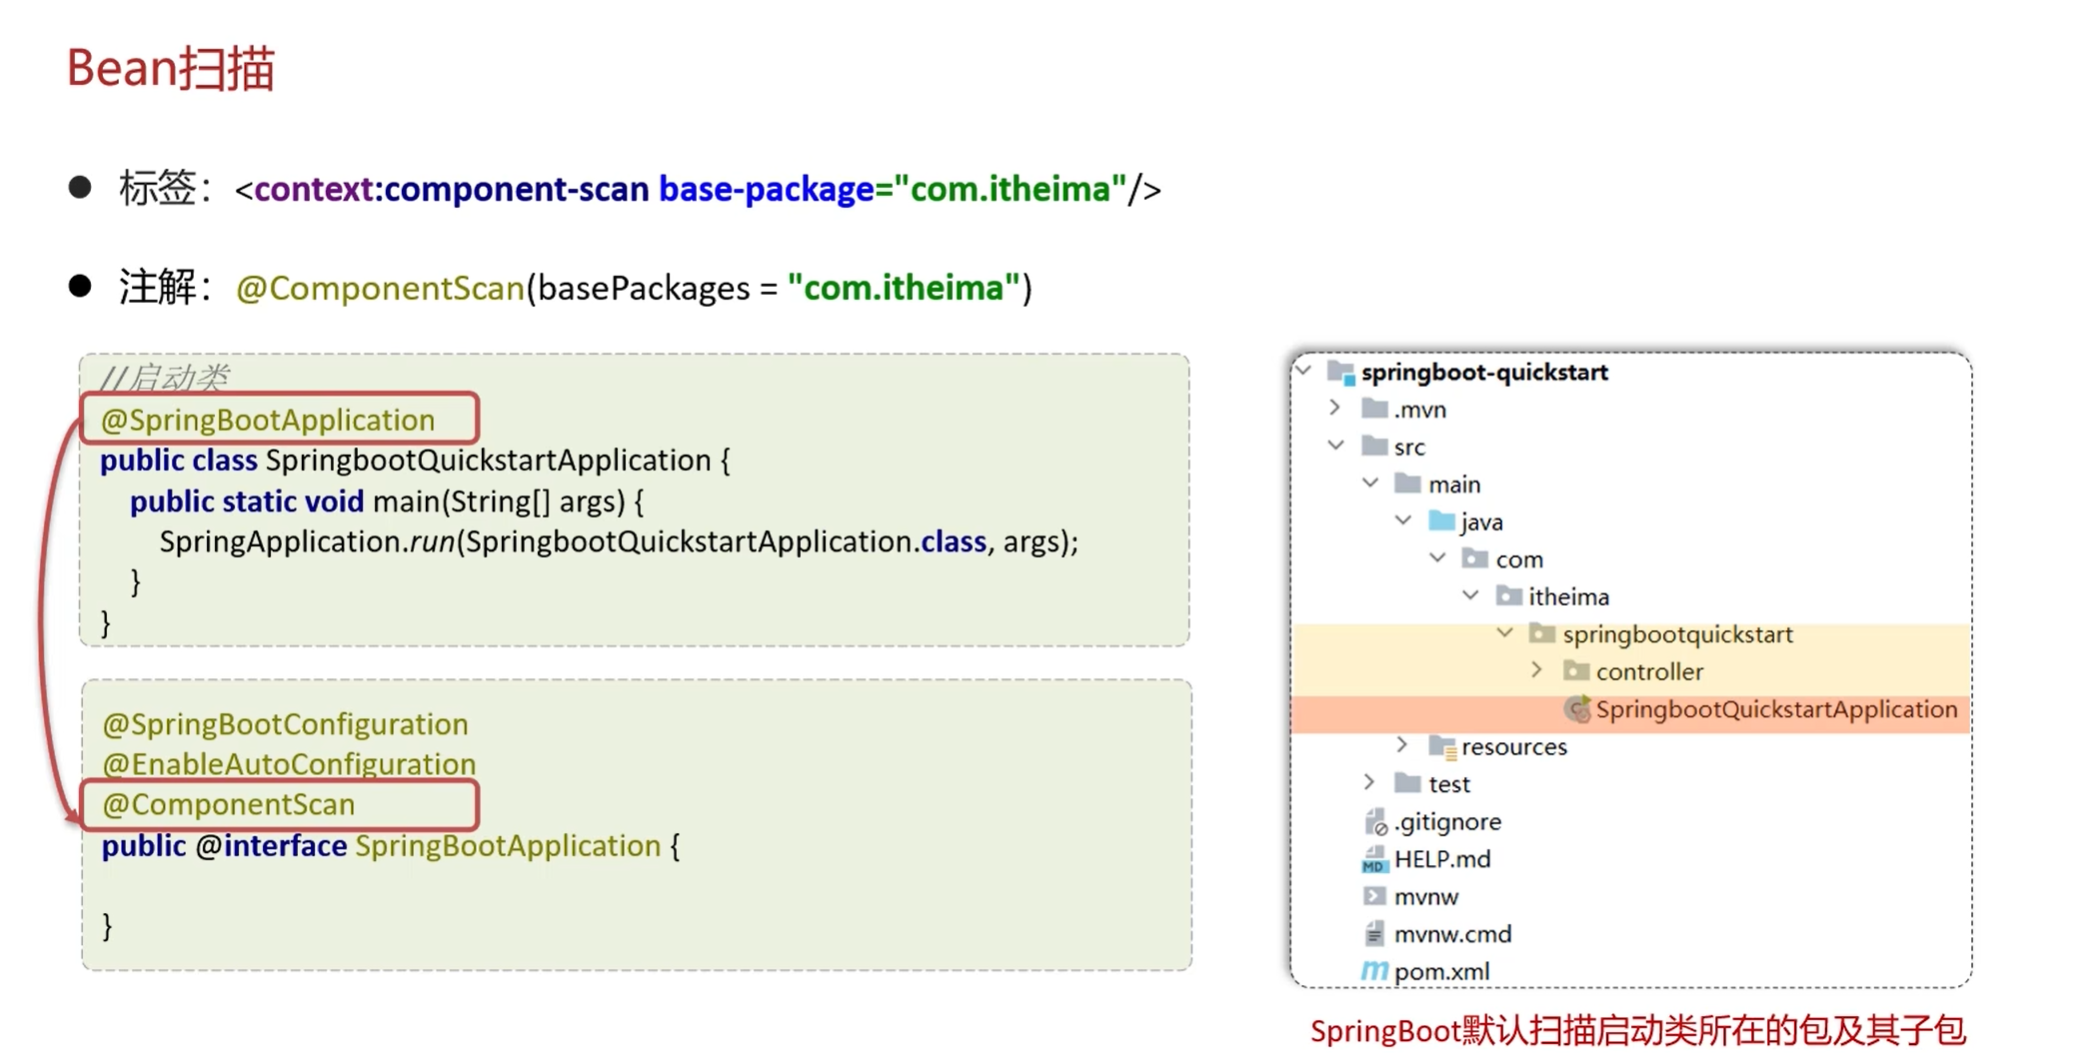 Bean扫描
● 标签：<context:component-scan base-package="com.itheima"/>
● 注解：@ComponentScan(basePackages = "com.itheima")
//启动类
@SpringBootApplication
public class SpringbootQuickstartApplication {
public static void main(String[] args) {
SpringApplication.run(SpringbootQuickstartApplication.class, args);
}
}
@SpringBootConfiguration
@EnableAutoConfiguration
@ComponentScan
public @interface SpringBootApplication {
}
springboot-quickstart
.mvn
src
main
java
com
itheima
springbootquickstart
controller
SpringbootQuickstartApplication
resources
test
.gitignore
HELP.md
mvnw
mvnw.cmd
pom.xml
SpringBoot默认扫描启动类所在的包及其子包